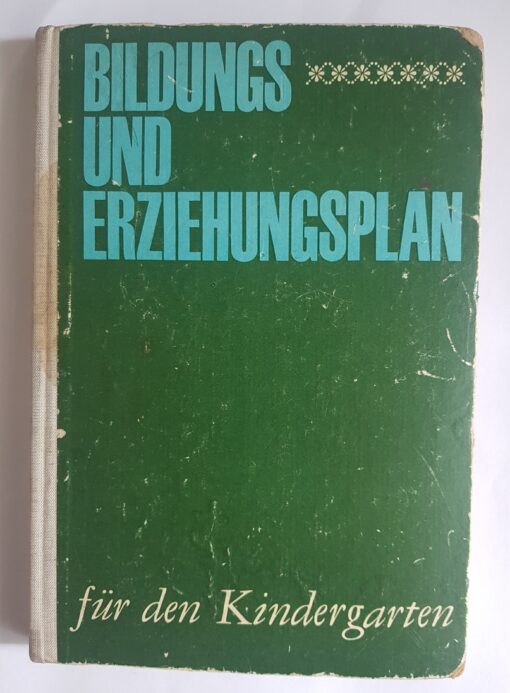 BILDUNGS
UND
ERZIEHUNGSPLAN
für den Kindergarten